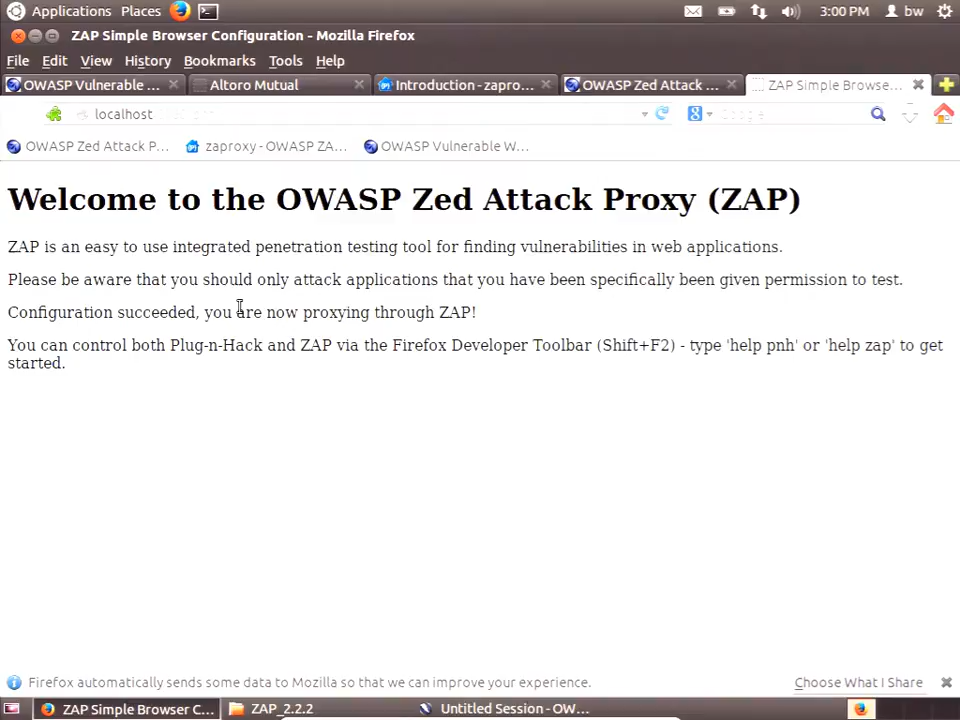 Applications Places 3:00 PM bw
ZAP Simple Browser Configuration - Mozilla Firefox
File Edit View History Bookmarks Tools Help
OWASP Vulnerable ... Altoro Mutual Introduction - zapro... OWASP Zed Attack ... ZAP Simple Browse...
localhost Google
OWASP Zed Attack P... zaproxy - OWASP ZA... OWASP Vulnerable W...
Welcome to the OWASP Zed Attack Proxy (ZAP)
ZAP is an easy to use integrated penetration testing tool for finding vulnerabilities in web applications.
Please be aware that you should only attack applications that you have been specifically been given permission to test.
Configuration succeeded, you are now proxying through ZAP!
You can control both Plug-n-Hack and ZAP via the Firefox Developer Toolbar (Shift+F2) - type 'help pnh' or 'help zap' to get
started.
Firefox automatically sends some data to Mozilla so that we can improve your experience. Choose What I Share
ZAP Simple Browser C... ZAP_2.2.2 Untitled Session - OW...